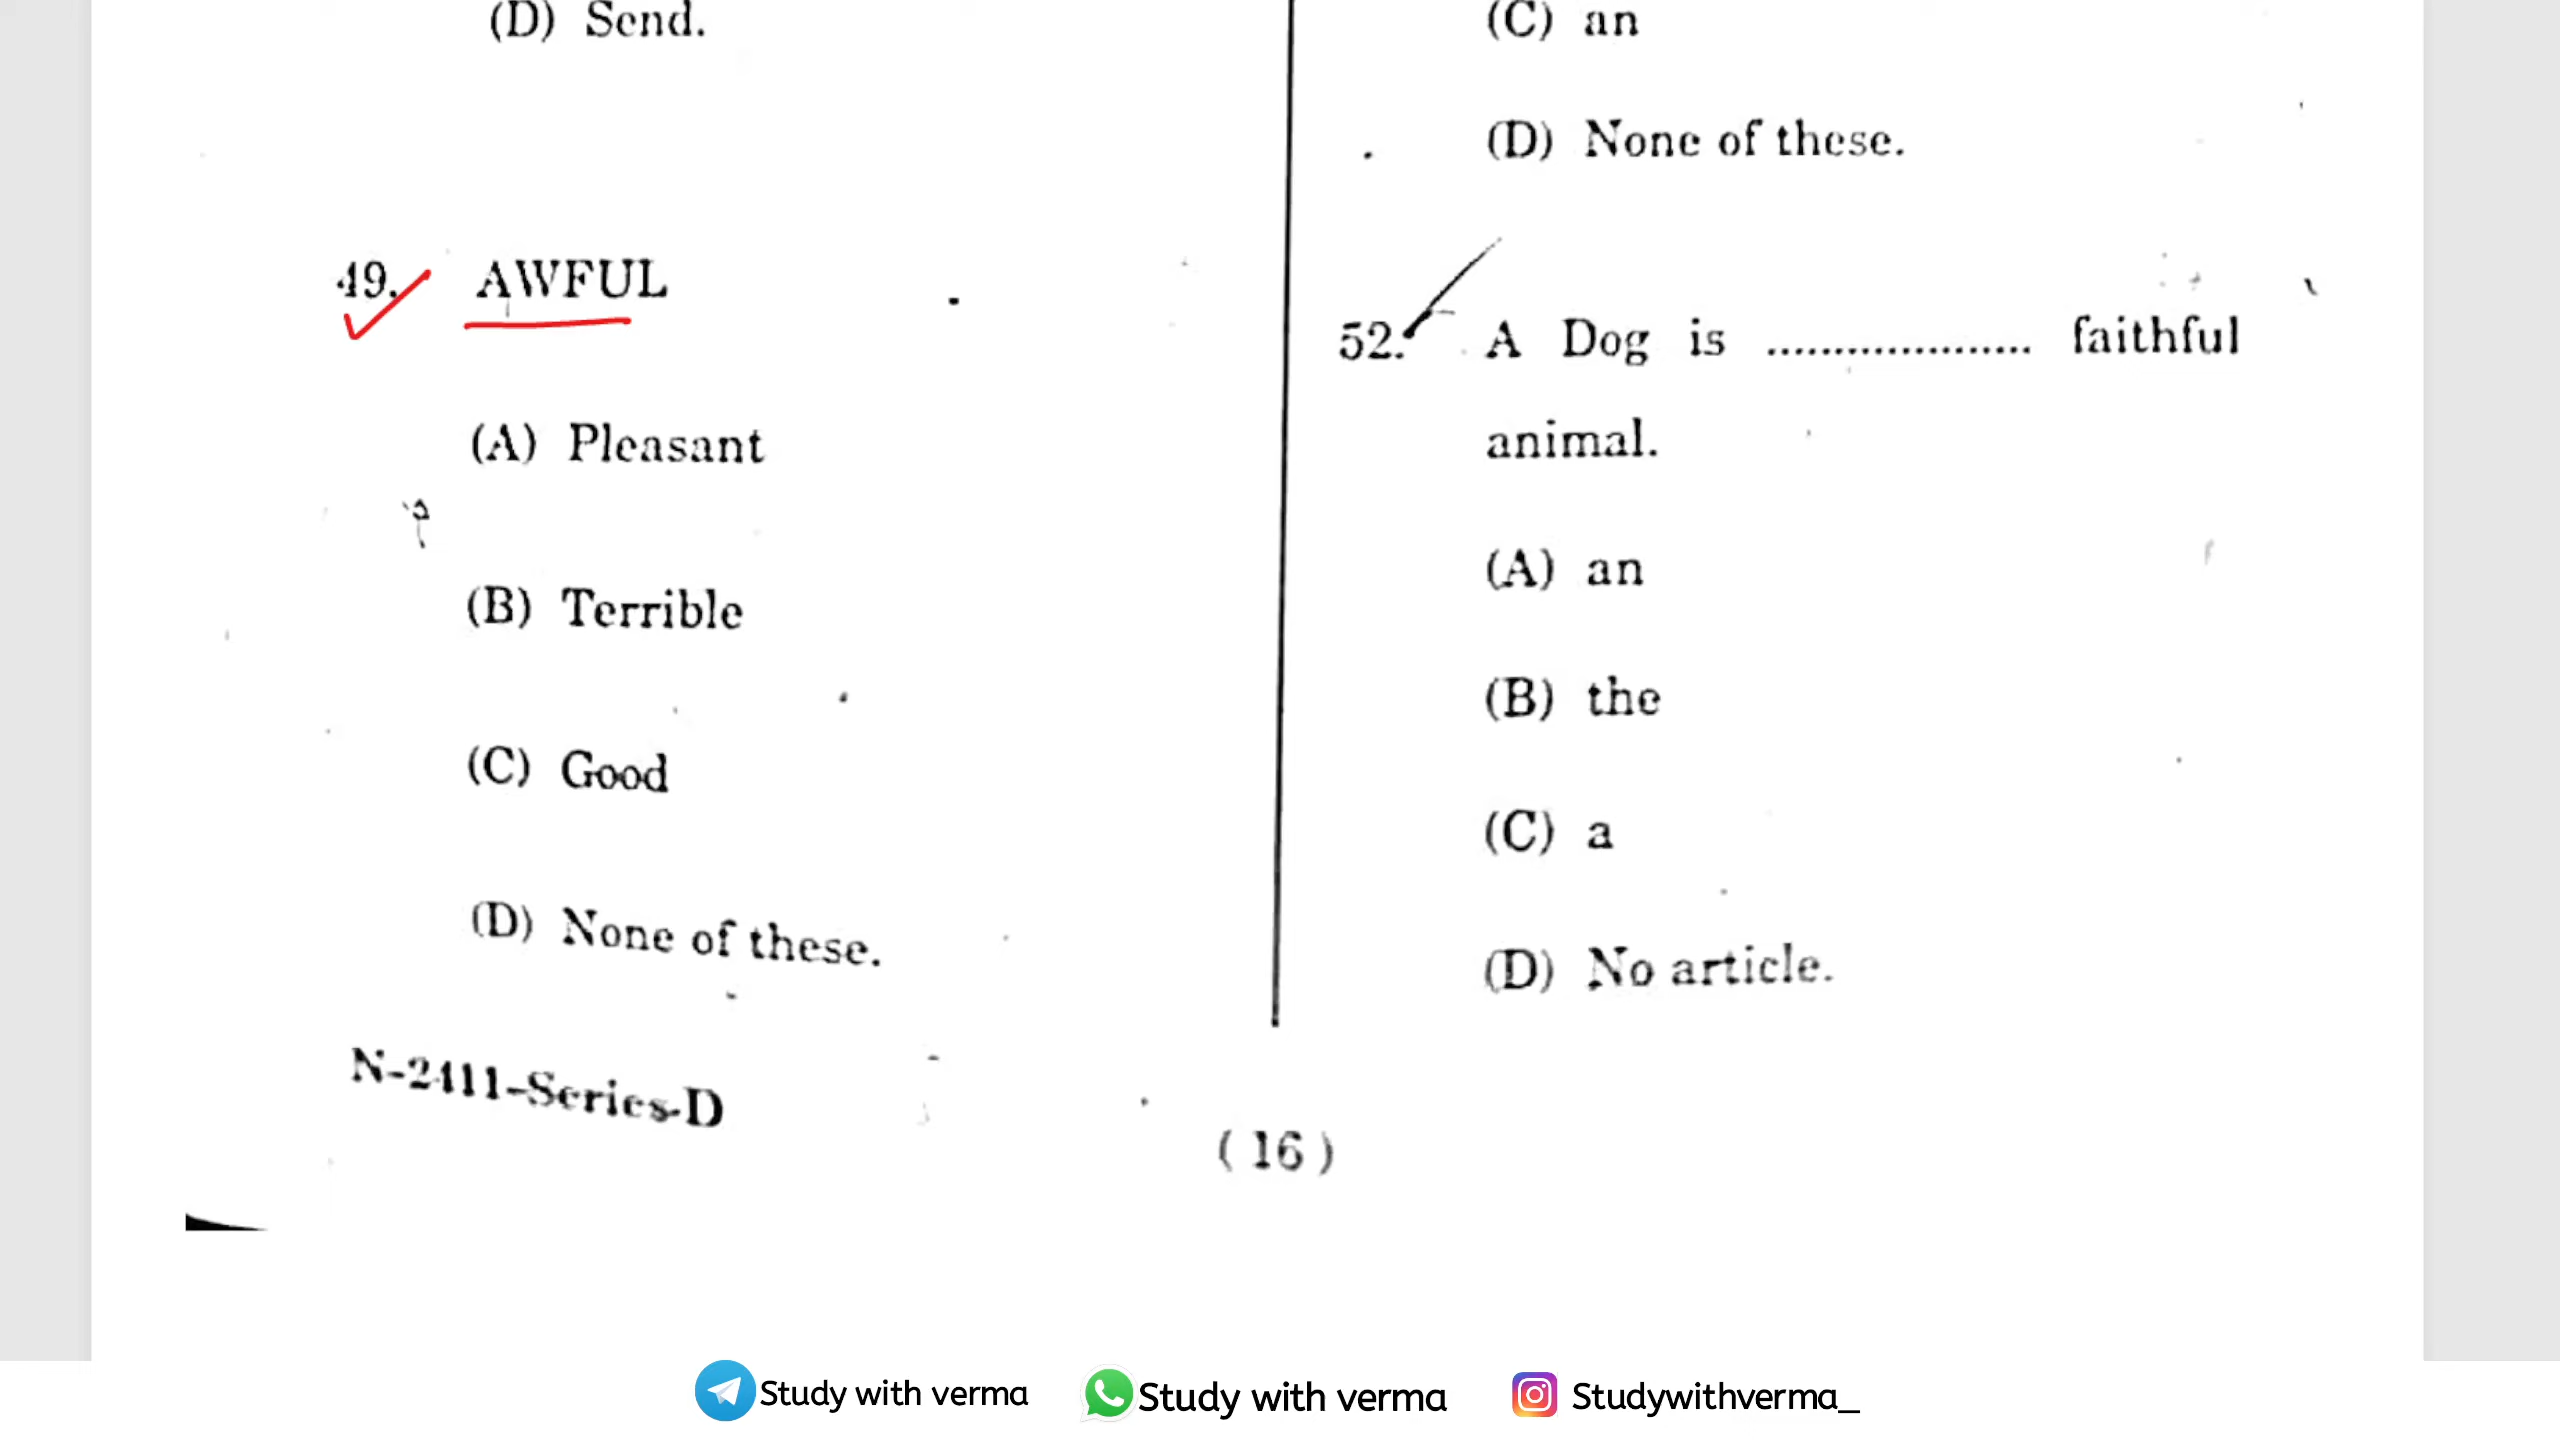 (D) Send.
49. AWFUL
(A) Pleasant
(B) Terrible
(C) Good
(D) None of these.
N-2411-Series-D
(C) an
(D) None of these.
52. A Dog is .................... faithful
animal.
(A) an
(B) the
(C) a
(D) No article.
( 16 )
Study with verma
Study with verma
Studywithverma_